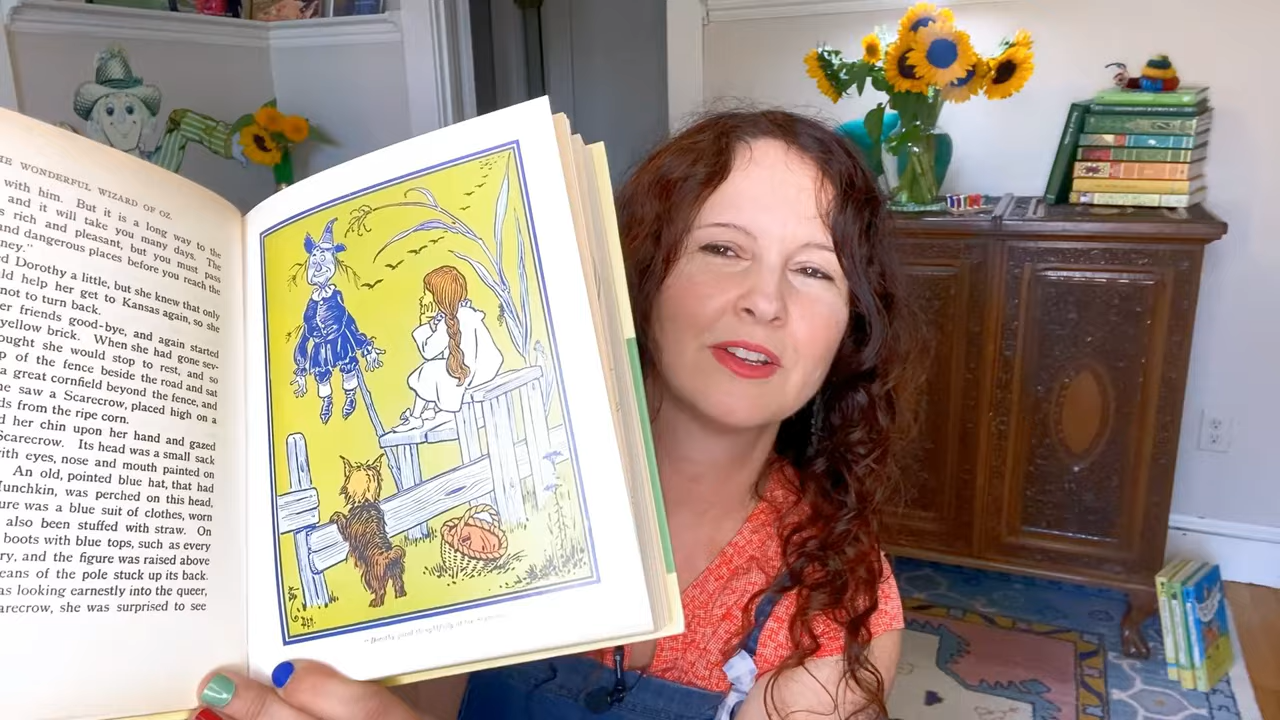 THE WONDERFUL WIZARD OF OZ.
with him. But it is a long way to the
and it will take you many days. The
s rich and pleasant, but you must pass
and dangerous places before you reach the
ney."
ed Dorothy a little, but she knew that only
uld help her get to Kansas again, so she
not to turn back.
er friends good-bye, and again started
yellow brick. When she had gone sev-
ought she would stop to rest, and so
p of the fence beside the road and sat
a great cornfield beyond the fence, and
he saw a Scarecrow, placed high on a
ds from the ripe corn.
d her chin upon her hand and gazed
Scarecrow. Its head was a small sack
with eyes, nose and mouth painted on
An old, pointed blue hat, that had
Munchkin, was perched on this head,
ure was a blue suit of clothes, worn
also been stuffed with straw. On
boots with blue tops, such as every
ry, and the figure was raised above
eans of the pole stuck up its back.
as looking earnestly into the queer,
arecrow, she was surprised to see